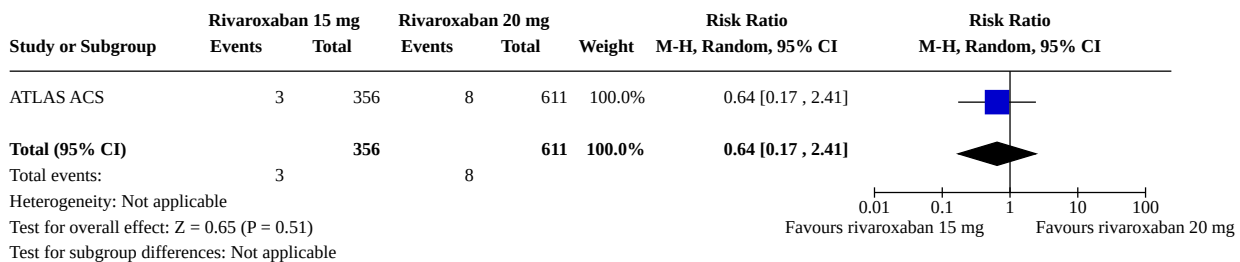 Rivaroxaban 15 mg Rivaroxaban 20 mg Risk Ratio Risk Ratio
Study or Subgroup Events Total Events Total Weight M-H, Random, 95% CI M-H, Random, 95% CI
ATLAS ACS 3 356 8 611 100.0% 0.64 [0.17 , 2.41]
Total (95% CI) 356 611 100.0% 0.64 [0.17 , 2.41]
Total events: 3 8
Heterogeneity: Not applicable
0.01 0.1 1 10 100
Test for overall effect: Z = 0.65 (P = 0.51) Favours rivaroxaban 15 mg Favours rivaroxaban 20 mg
Test for subgroup differences: Not applicable